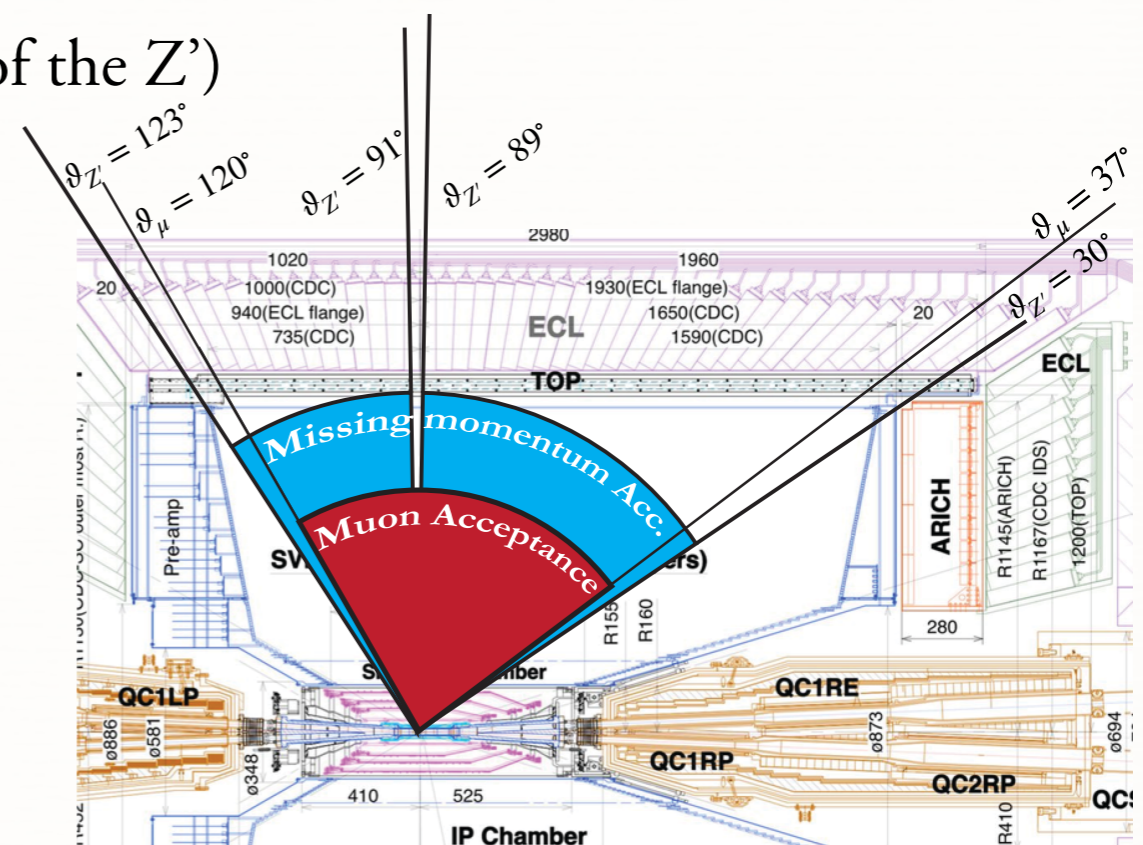 of the Z’)
ϑZ' = 123°
ϑμ = 120°
ϑZ' = 91°
ϑZ' = 89°
ϑμ = 37°
ϑZ' = 30°
2980
1020
1960
20
1000(CDC)
1930(ECL flange)
940(ECL flange)
ECL
1650(CDC)
20
735(CDC)
1590(CDC)
ECL
TOP
Missing momentum Acc.
Muon Acceptance
Pre-amp
ARICH
R1145(ARICH)
R1167(CDC IDS)
1200(TOP)
R155
R160
280
QC1LP
QC1RE
ø886
ø581
ø348
ø873
ø694
QC1RP
QC2RP
410
525
R410
IP Chamber